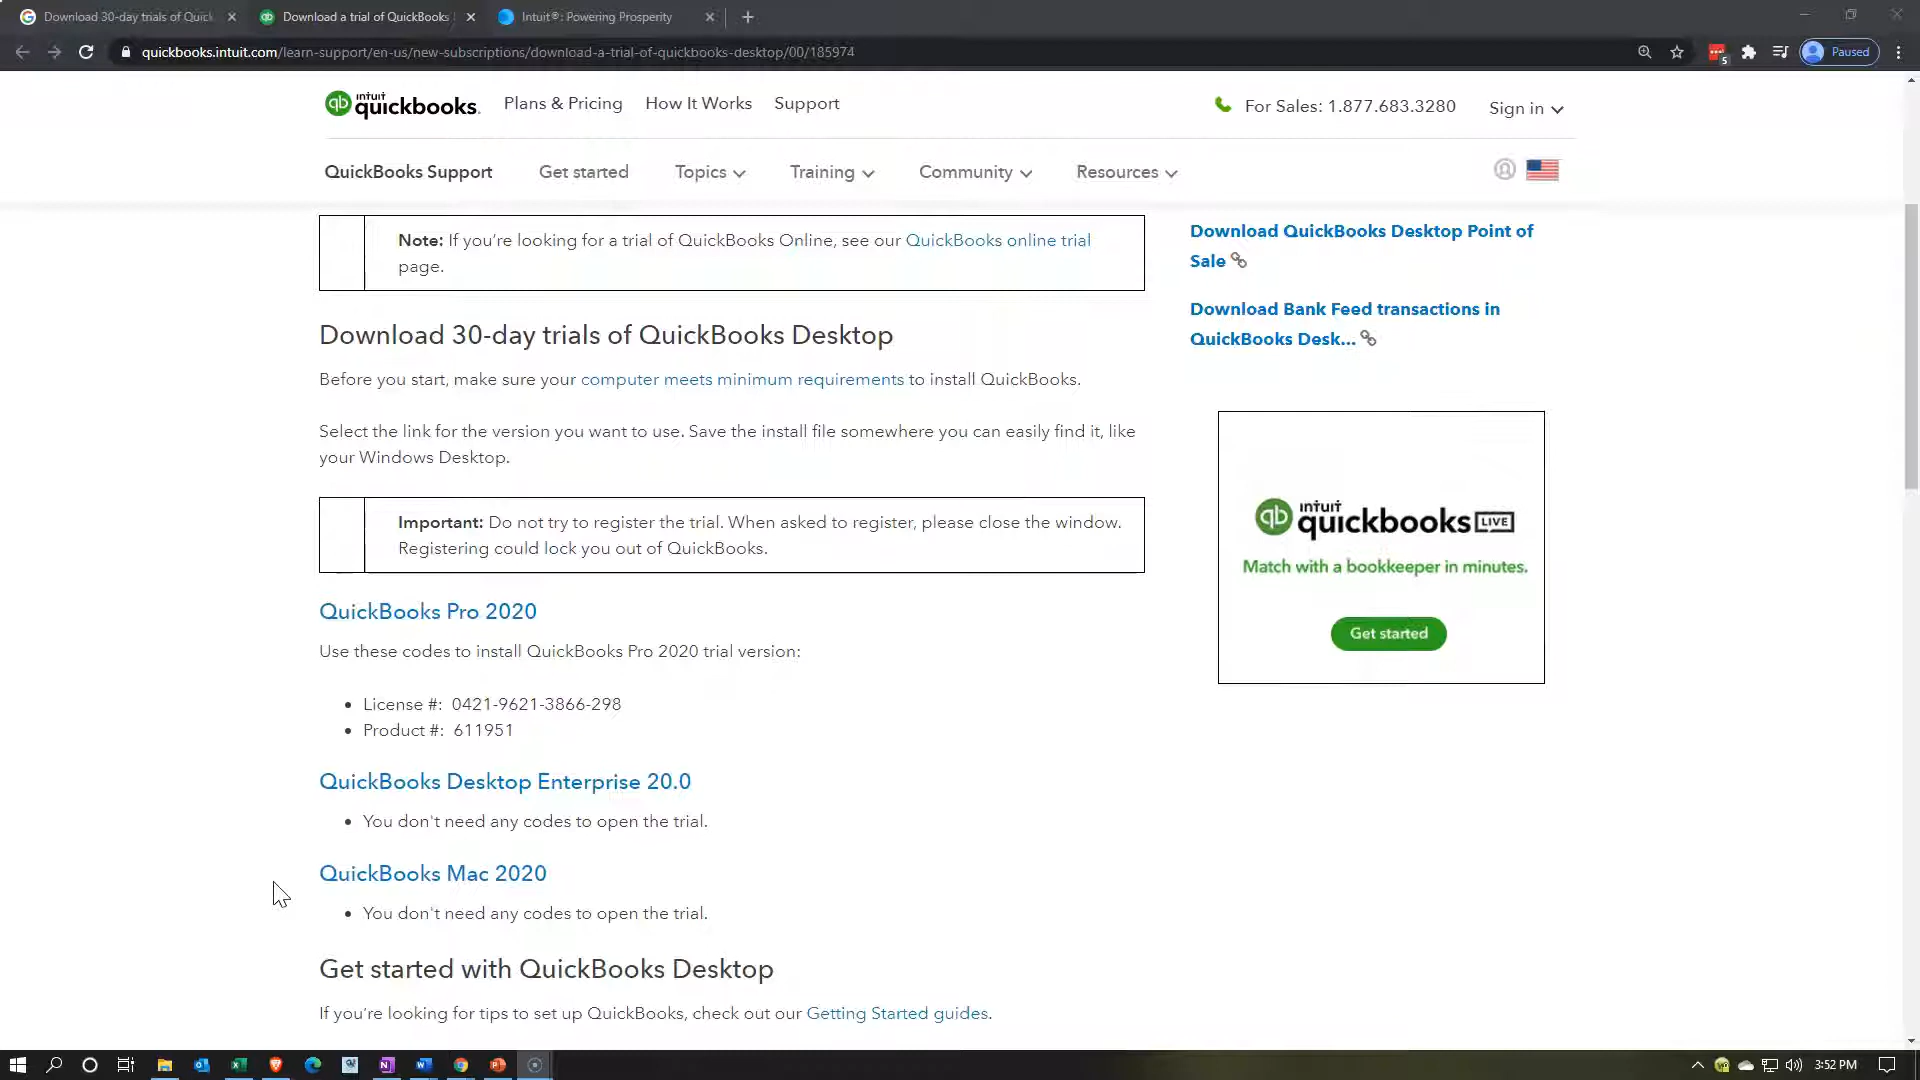 Download 30-day trials of Quick
Download a trial of QuickBooks
Intuit®: Powering Prosperity
quickbooks.intuit.com/learn-support/en-us/new-subscriptions/download-a-trial-of-quickbooks-desktop/00/185974
5
Paused
intuit
quickbooks.
Plans & Pricing
How It Works
Support
For Sales: 1.877.683.3280
Sign in
QuickBooks Support
Get started
Topics
Training
Community
Resources
Note: If you're looking for a trial of QuickBooks Online, see our QuickBooks online trial
page.
Download 30-day trials of QuickBooks Desktop
Before you start, make sure your computer meets minimum requirements to install QuickBooks.
Select the link for the version you want to use. Save the install file somewhere you can easily find it, like
your Windows Desktop.
Important: Do not try to register the trial. When asked to register, please close the window.
Registering could lock you out of QuickBooks.
QuickBooks Pro 2020
Use these codes to install QuickBooks Pro 2020 trial version:
• License #: 0421-9621-3866-298
• Product #: 611951
QuickBooks Desktop Enterprise 20.0
• You don't need any codes to open the trial.
QuickBooks Mac 2020
• You don't need any codes to open the trial.
Get started with QuickBooks Desktop
If you're looking for tips to set up QuickBooks, check out our Getting Started guides.
Download QuickBooks Desktop Point of
Sale
Download Bank Feed transactions in
QuickBooks Desk...
qb
intuit
quickbooks LIVE
Match with a bookkeeper in minutes.
Get started
3:52 PM